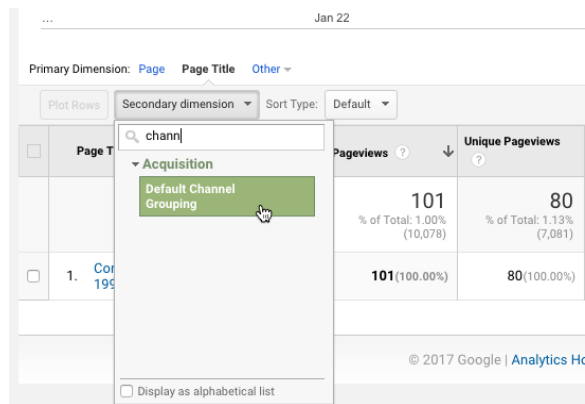 ...
Jan 22
Primary Dimension: Page Page Title Other
Plot Rows Secondary dimension Sort Type: Default
chann
Page T Pageviews ? Unique Pageviews
?
Acquisition
Default Channel
Grouping
101 80
% of Total: 1.00% % of Total: 1.13%
(10,078) (7,081)
1. Cor 101(100.00%) 80(100.00%)
199
© 2017 Google | Analytics Ho
Display as alphabetical list